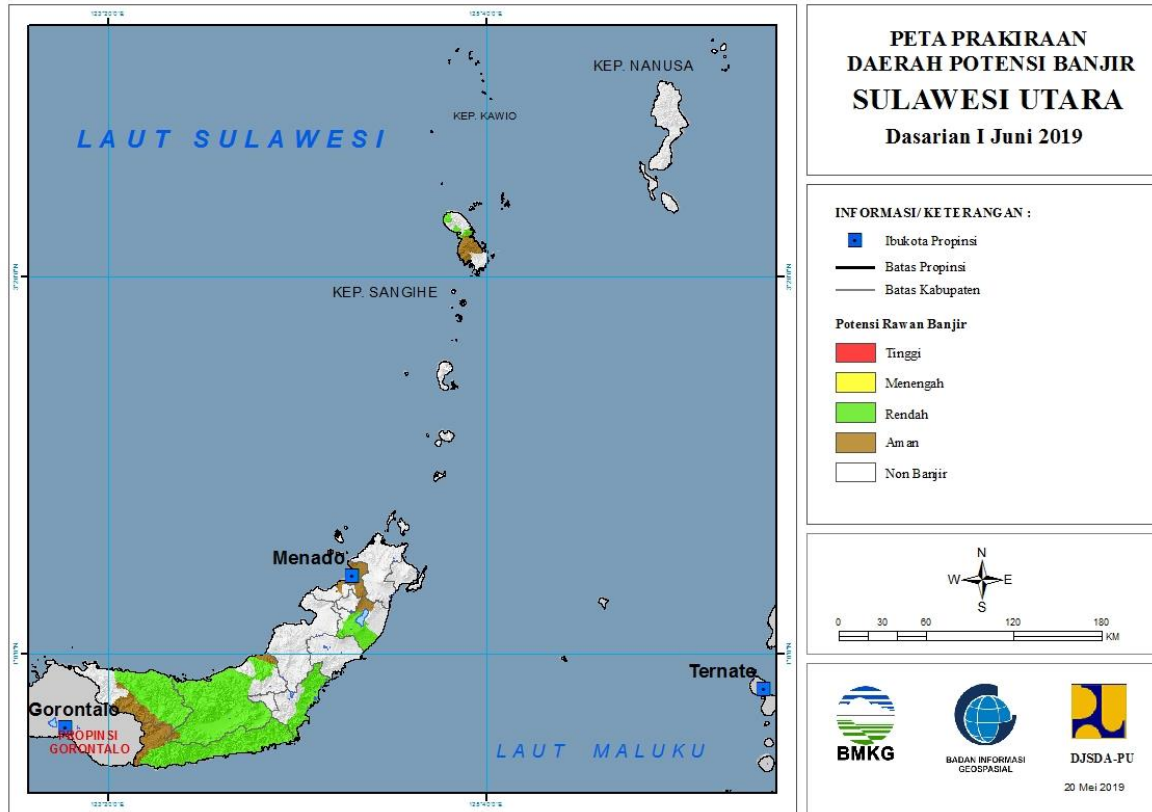 PETA PRAKIRAAN
DAERAH POTENSI BANJIR
SULAWESI UTARA
Dasarian I Juni 2019
KEP. NANUSA
KEP. KAWIO
LAUT SULAWESI
KEP. SANGIHE
Menado
Ternate
Gorontalo
PROPINSI
GORONTALO
LAUT MALUKU
INFORMASI/KETERANGAN :
Ibukota Propinsi
Batas Propinsi
Batas Kabupaten
Potensi Rawan Banjir
Tinggi
Menengah
Rendah
Aman
Non Banjir
N
W E
S
0 30 60 120 180
KM
BMKG
BADAN INFORMASI
GEOSPASIAL
DJSDA-PU
20 Mei 2019